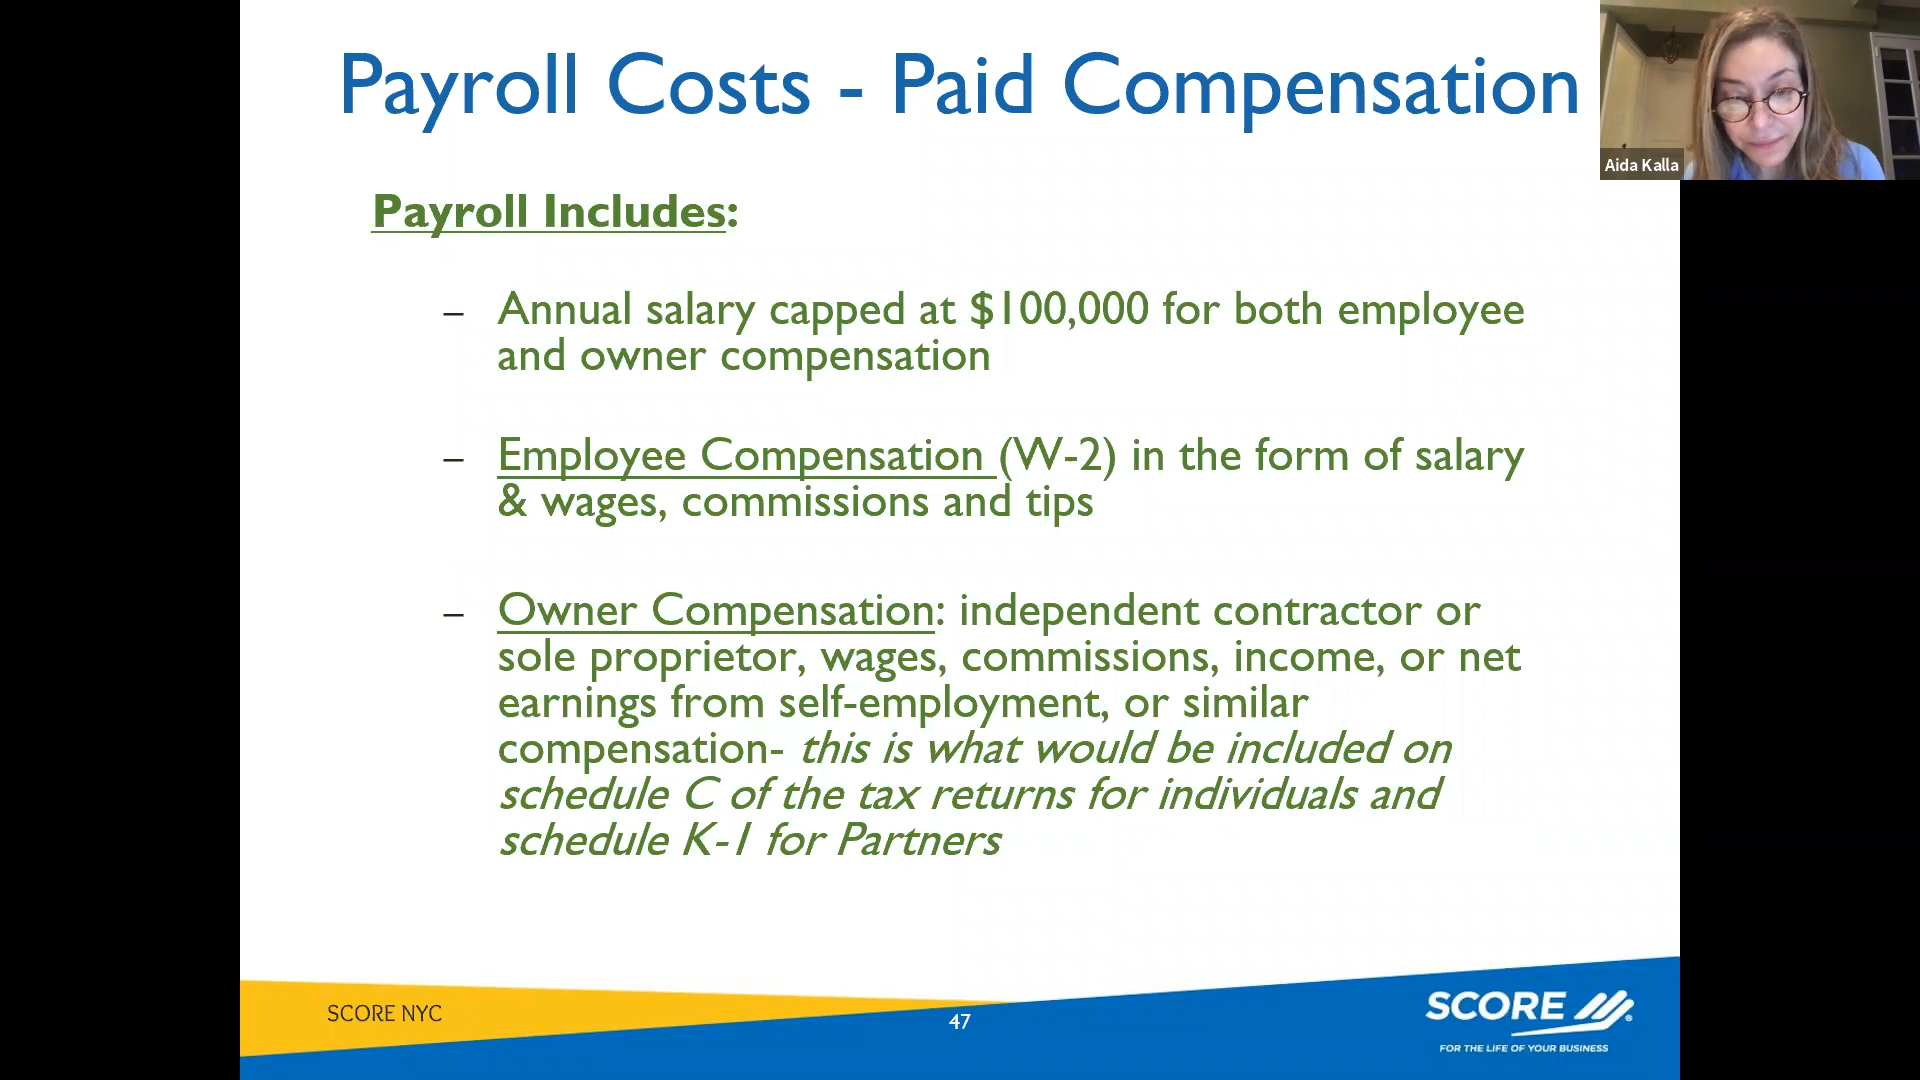 Payroll Costs - Paid Compensation
Aida Kalla
Payroll Includes:
– Annual salary capped at $100,000 for both employee
and owner compensation
– Employee Compensation (W-2) in the form of salary
& wages, commissions and tips
– Owner Compensation: independent contractor or
sole proprietor, wages, commissions, income, or net
earnings from self-employment, or similar
compensation- this is what would be included on
schedule C of the tax returns for individuals and
schedule K-1 for Partners
SCORE NYC
47
SCORE
FOR THE LIFE OF YOUR BUSINESS